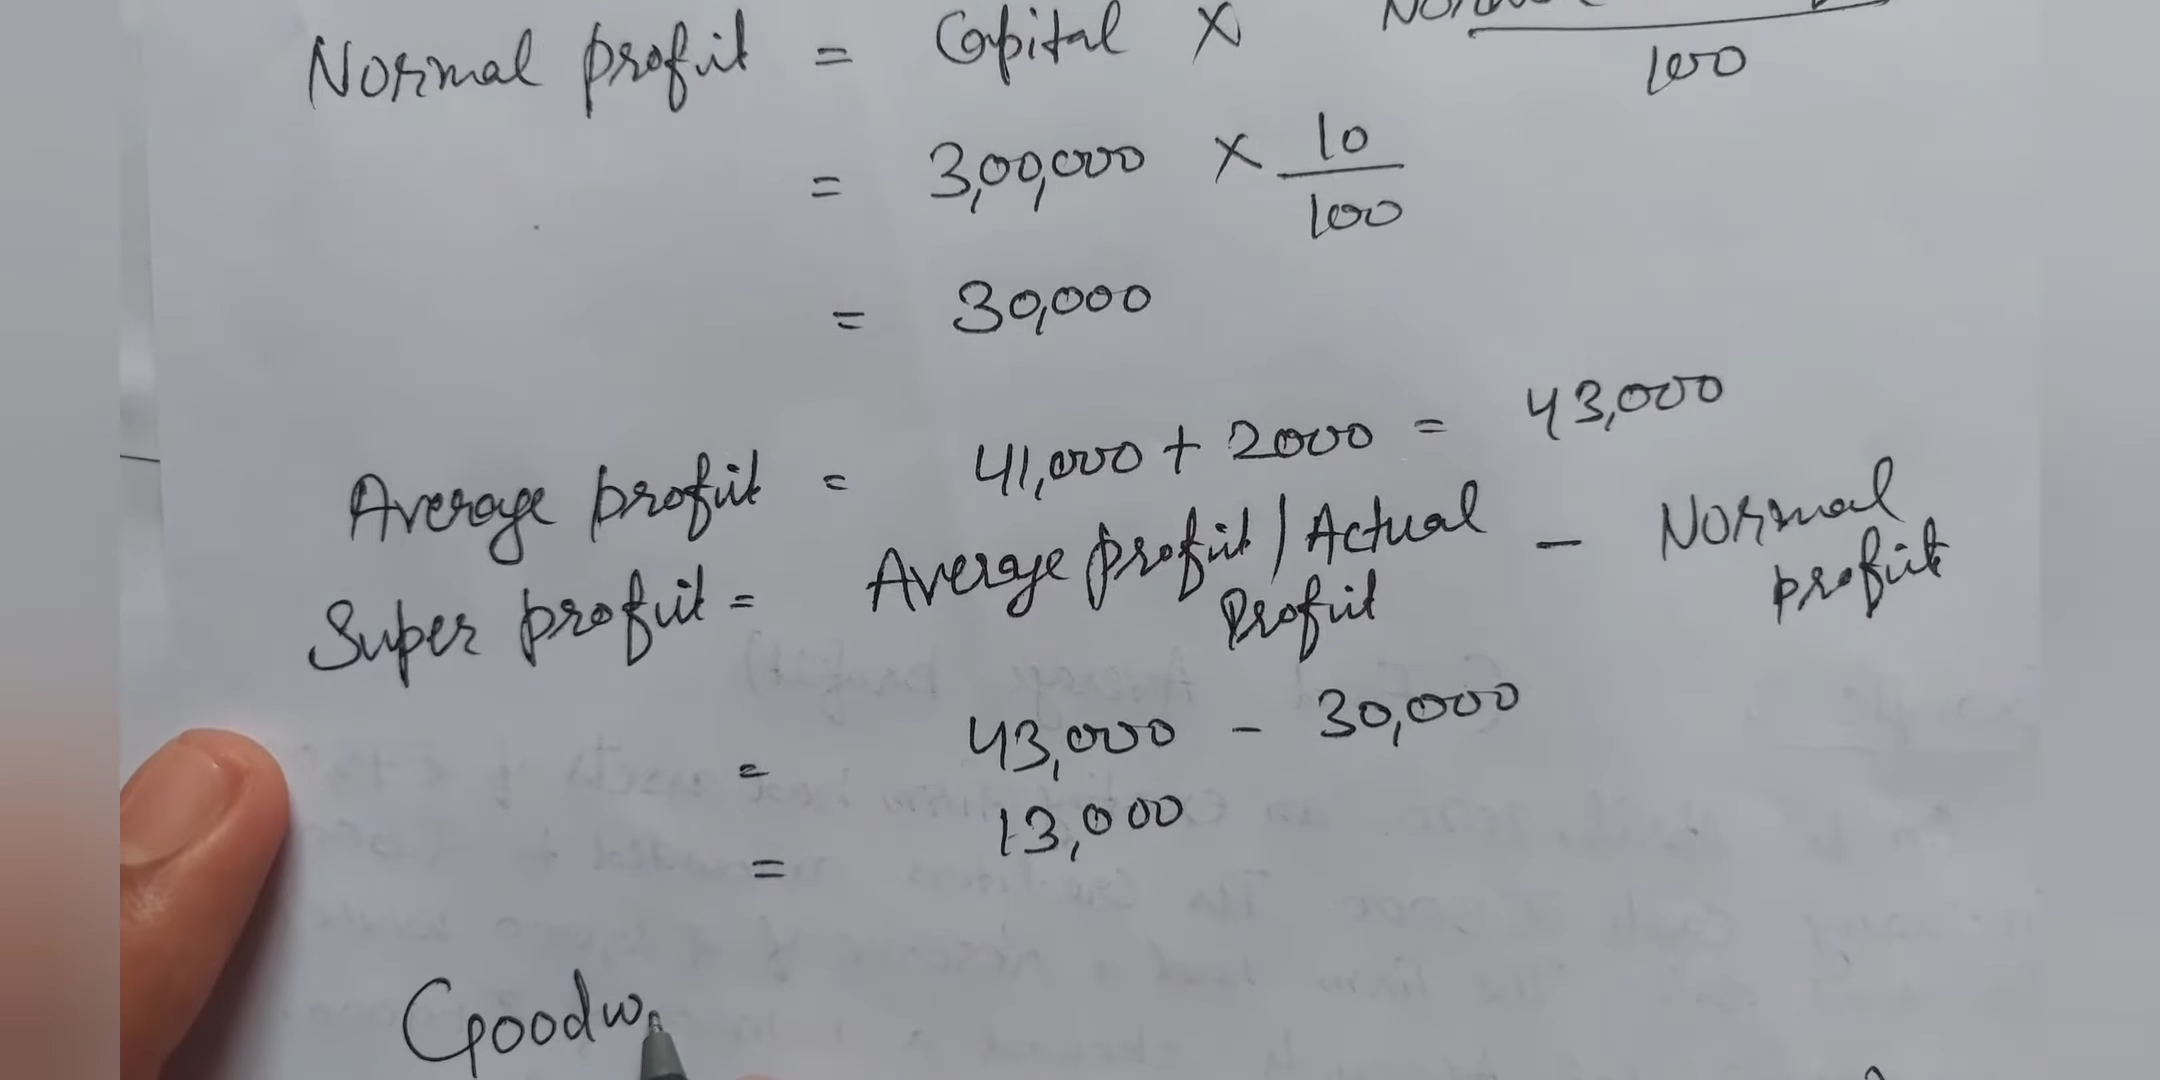 Normal profit = Capital ×
100
= 3,00,000 × 10
100
= 30,000
Average profit = 41,000 + 2000 = 43,000
Super profit = Average profit / Actual Profit - Normal profit
= 43,000 - 30,000
= 13,000
Goodw